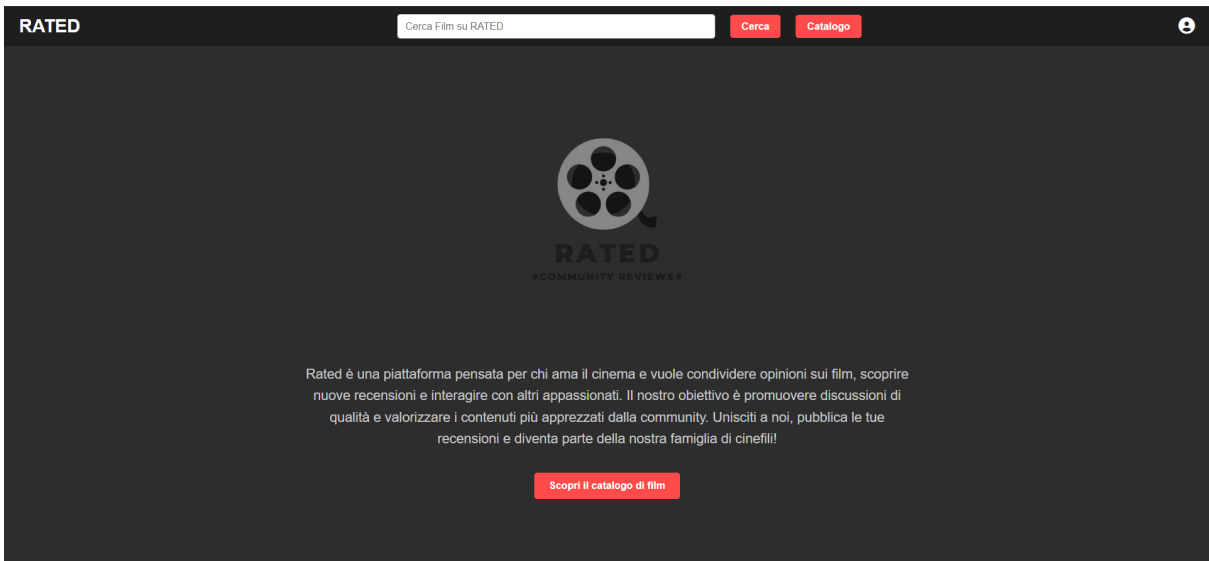 RATED
Cerca Film su RATED
Cerca
Catalogo
RATED
•COMMUNITY REVIEWS•
Rated è una piattaforma pensata per chi ama il cinema e vuole condividere opinioni sui film, scoprire
nuove recensioni e interagire con altri appassionati. Il nostro obiettivo è promuovere discussioni di
qualità e valorizzare i contenuti più apprezzati dalla community. Unisciti a noi, pubblica le tue
recensioni e diventa parte della nostra famiglia di cinefili!
Scopri il catalogo di film